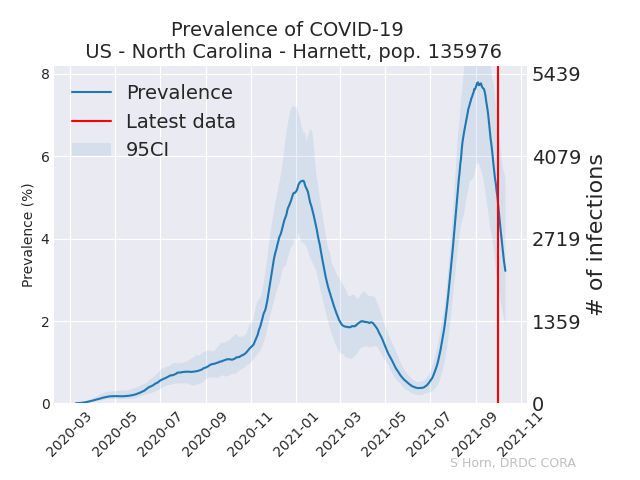 Prevalence of COVID-19
US - North Carolina - Harnett, pop. 135976
Prevalence
Latest data
95CI
Prevalence (%)
8
6
4
2
0
5439
4079
2719
1359
0
# of infections
2020-03
2020-05
2020-07
2020-09
2020-11
2021-01
2021-03
2021-05
2021-07
2021-09
2021-11
S Horn, DRDC CORA